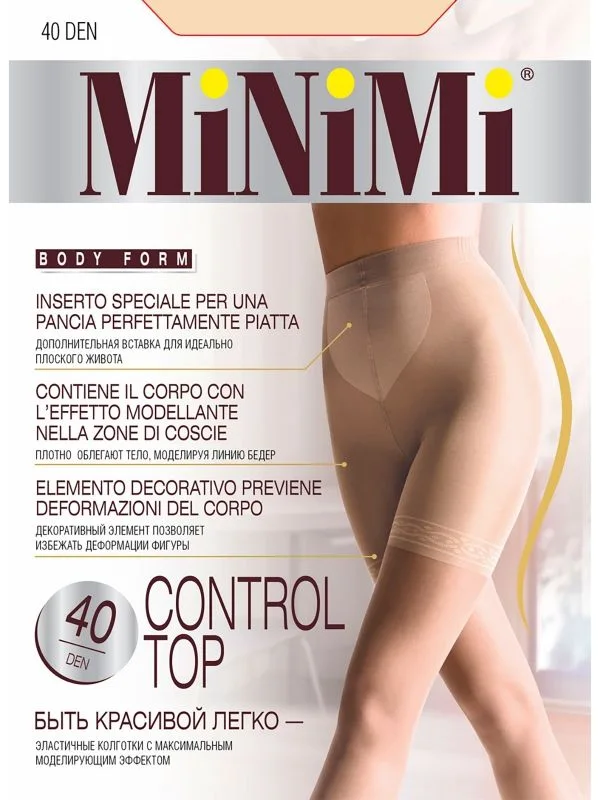 40 DEN
MiNiMi®
BODY FORM
INSERTO SPECIALE PER UNA
PANCIA PERFETTAMENTE PIATTA
ДОПОЛНИТЕЛЬНАЯ ВСТАВКА ДЛЯ ИДЕАЛЬНО
ПЛОСКОГО ЖИВОТА
CONTIENE IL CORPO CON
L'EFFETTO MODELLANTE
NELLA ZONE DI COSCIE
ПЛОТНО ОБЛЕГАЮТ ТЕЛО, МОДЕЛИРУЯ ЛИНИЮ БЕДЕР
ELEMENTO DECORATIVO PREVIENE
DEFORMAZIONI DEL CORPO
ДЕКОРАТИВНЫЙ ЭЛЕМЕНТ ПОЗВОЛЯЕТ
ИЗБЕЖАТЬ ДЕФОРМАЦИИ ФИГУРЫ
40
DEN
CONTROL
TOP
БЫТЬ КРАСИВОЙ ЛЕГКО —
ЭЛАСТИЧНЫЕ КОЛГОТКИ С МАКСИМАЛЬНЫМ
МОДЕЛИРУЮЩИМ ЭФФЕКТОМ